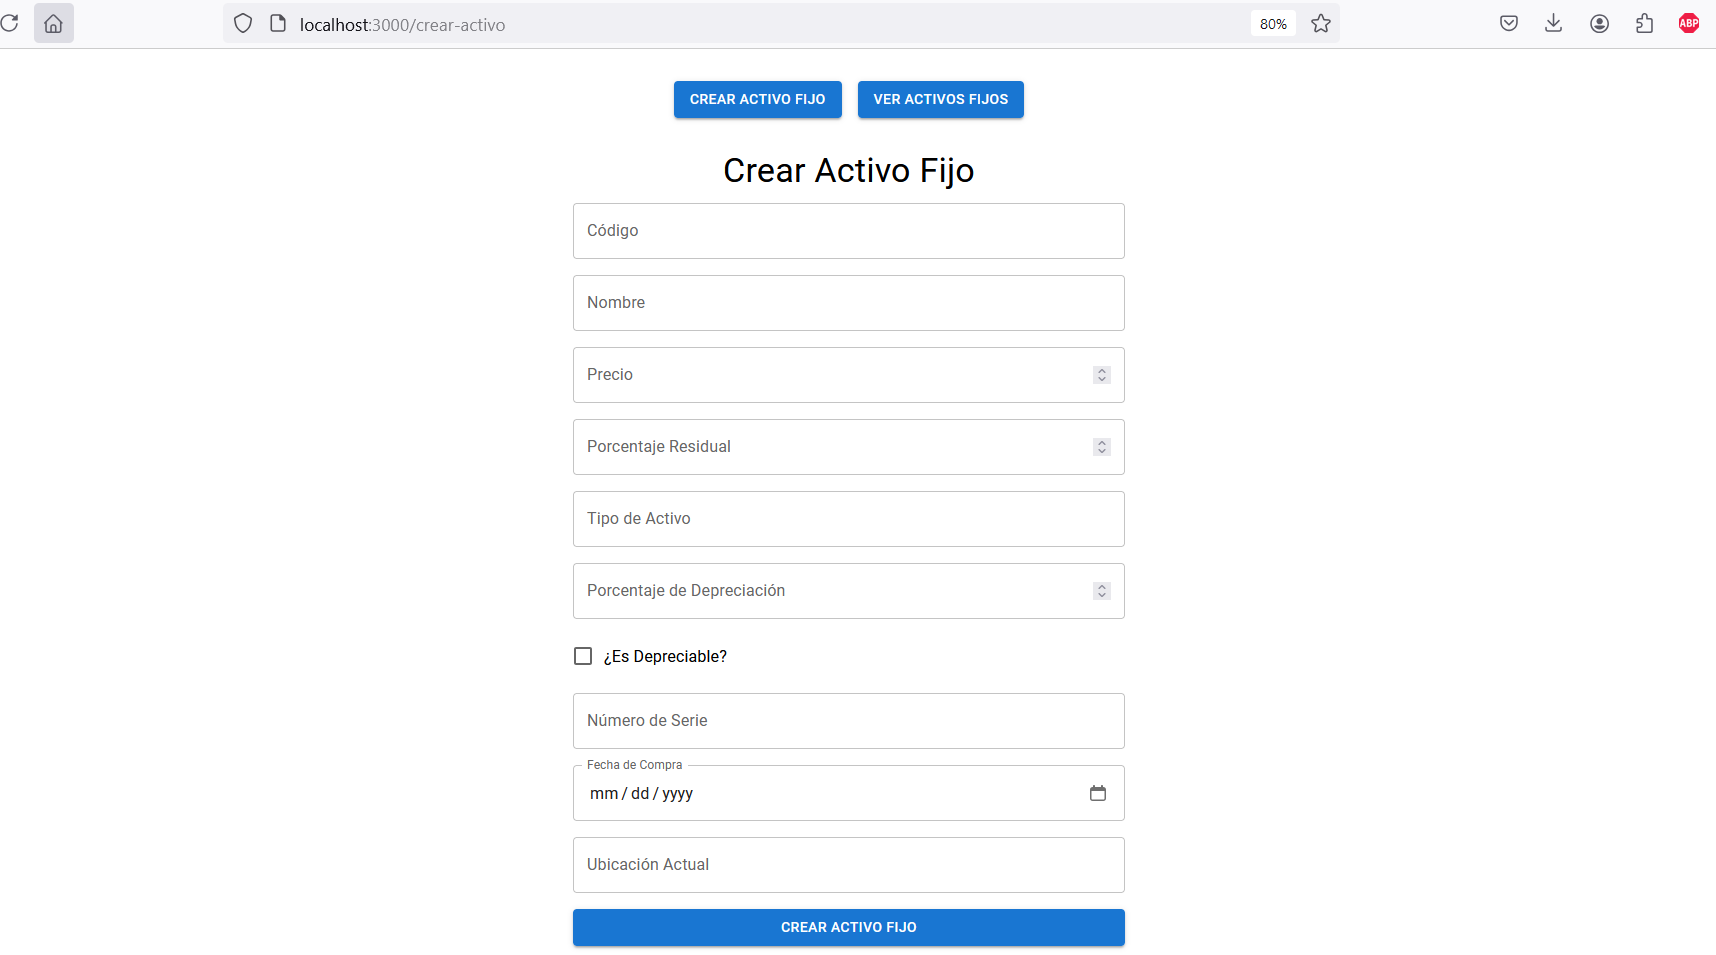 localhost:3000/crear-activo 80% ABP
CREAR ACTIVO FIJO VER ACTIVOS FIJOS
Crear Activo Fijo
Código
Nombre
Precio
Porcentaje Residual
Tipo de Activo
Porcentaje de Depreciación
¿Es Depreciable?
Número de Serie
Fecha de Compra
mm / dd / yyyy
Ubicación Actual
CREAR ACTIVO FIJO